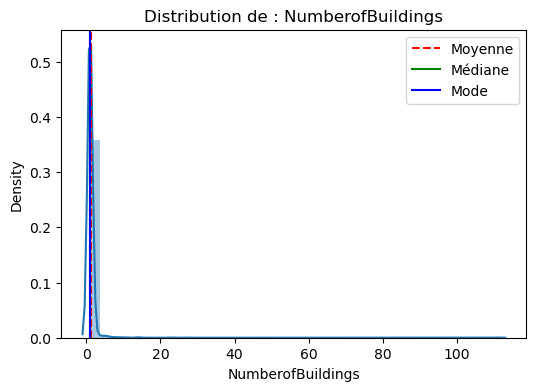 Distribution de : NumberofBuildings
Moyenne
Médiane
Mode
Density
0.5
0.4
0.3
0.2
0.1
0.0
0 20 40 60 80 100
NumberofBuildings